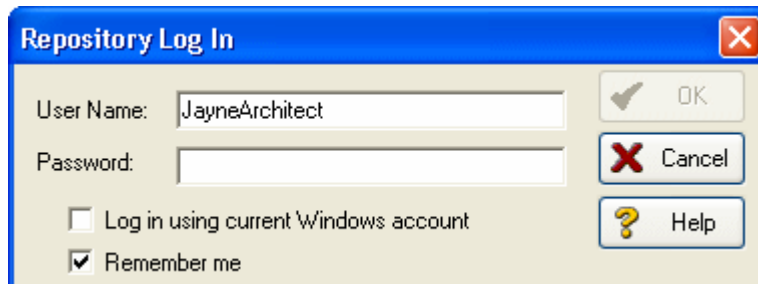 Repository Log In
User Name: JayneArchitect
OK
Password:
Cancel
Log in using current Windows account
Help
Remember me